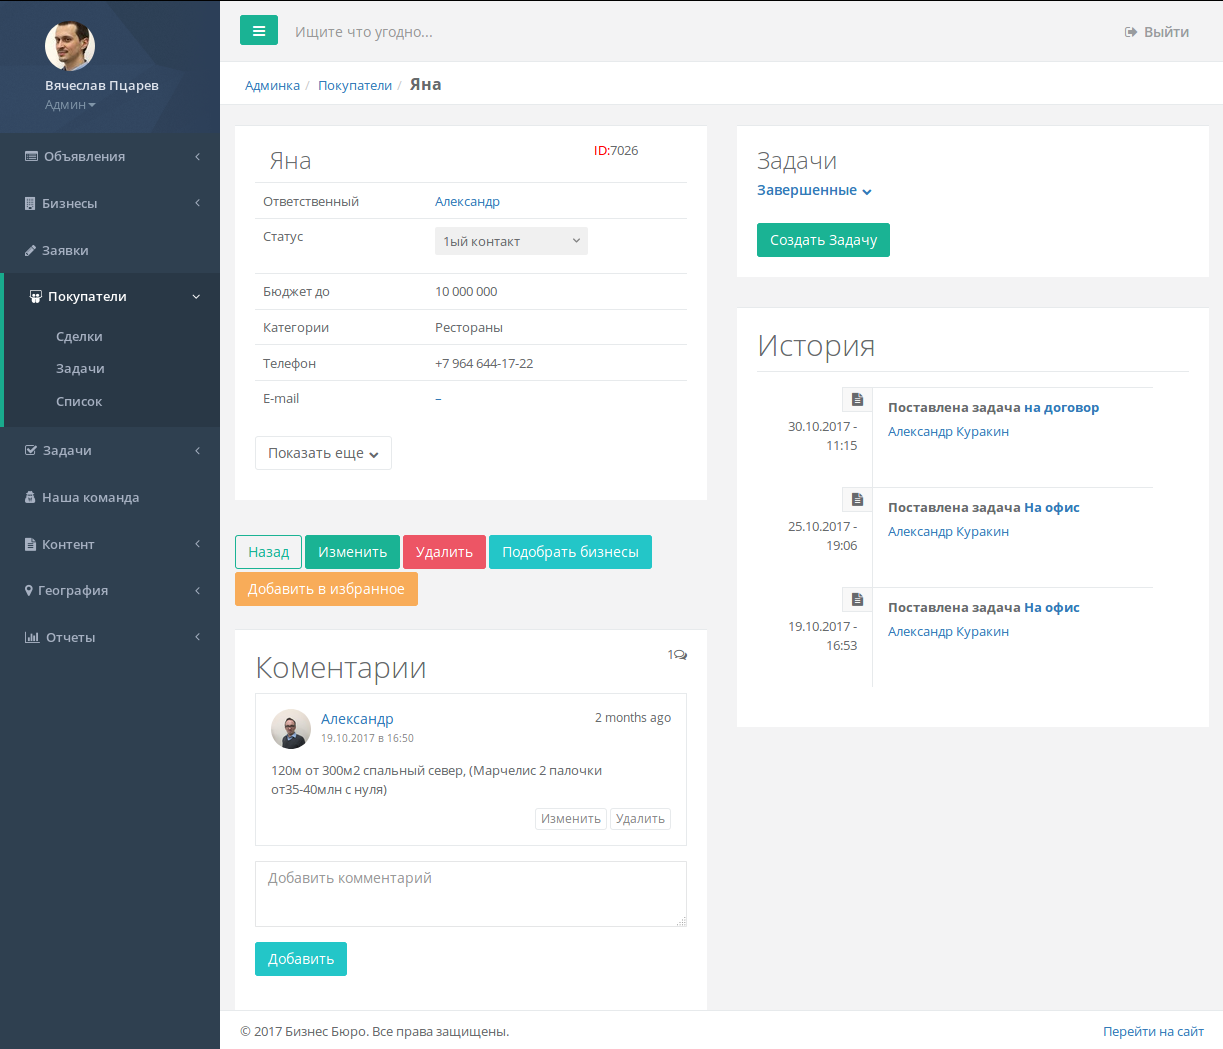 Вячеслав Пцарев
Админ
Объявления
Бизнесы
Заявки
Покупатели
Сделки
Задачи
Список
Задачи
Наша команда
Контент
География
Отчеты
Ищите что угодно...
Выйти
Админка / Покупатели / Яна
Яна
ID:7026
Ответственный Александр
Статус 1ый контакт
Бюджет до 10 000 000
Категории Рестораны
Телефон +7 964 644-17-22
E-mail –
Показать еще
Назад Изменить Удалить Подобрать бизнесы
Добавить в избранное
Коментарии
1
Александр
2 months ago
19.10.2017 в 16:50
120м от 300м2 спальный север, (Марчелис 2 палочки
от35-40млн с нуля)
Изменить Удалить
Добавить комментарий
Добавить
Задачи
Завершенные
Создать Задачу
История
Поставлена задача на договор
30.10.2017 -
11:15
Александр Куракин
Поставлена задача На офис
25.10.2017 -
19:06
Александр Куракин
Поставлена задача На офис
19.10.2017 -
16:53
Александр Куракин
© 2017 Бизнес Бюро. Все права защищены.
Перейти на сайт